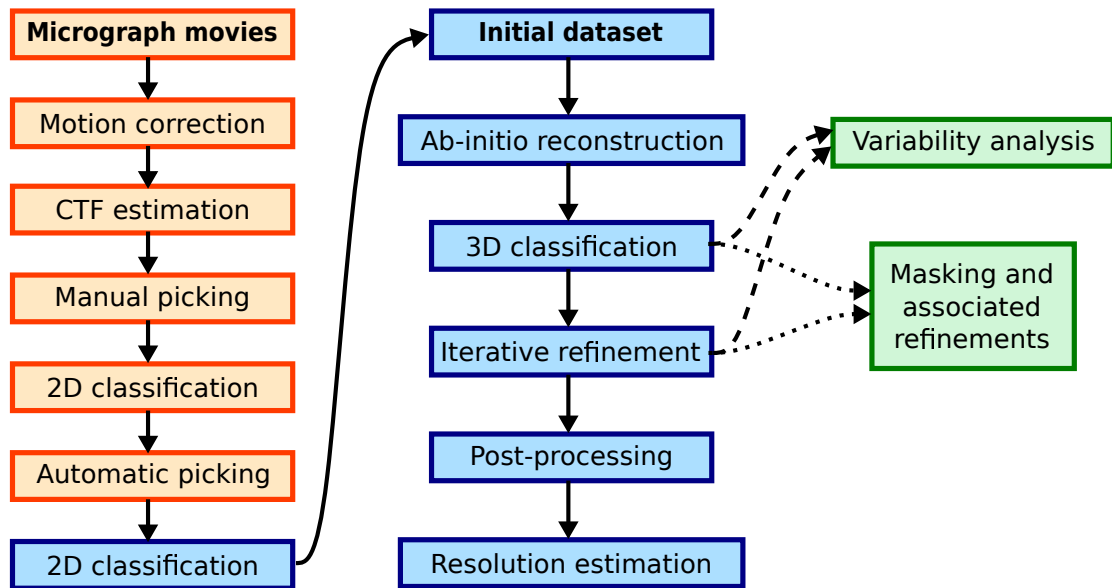 Micrograph movies
Motion correction
CTF estimation
Manual picking
2D classification
Automatic picking
2D classification
Initial dataset
Ab-initio reconstruction
3D classification
Iterative refinement
Post-processing
Resolution estimation
Variability analysis
Masking and
associated
refinements